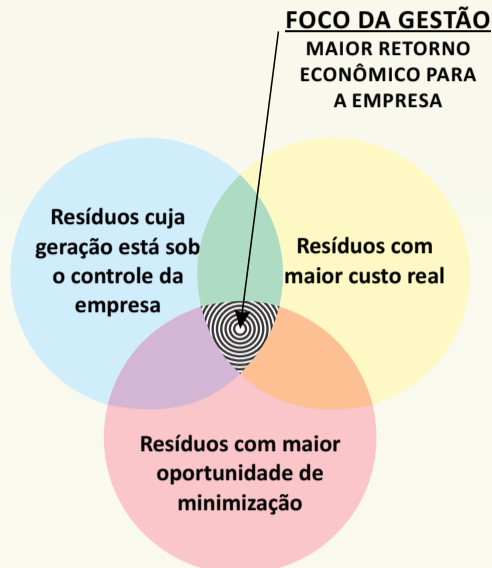 FOCO DA GESTÃO
MAIOR RETORNO
ECONÔMICO PARA
A EMPRESA
Resíduos cuja
geração está sob
o controle da
empresa
Resíduos com
maior custo real
Resíduos com maior
oportunidade de
minimização